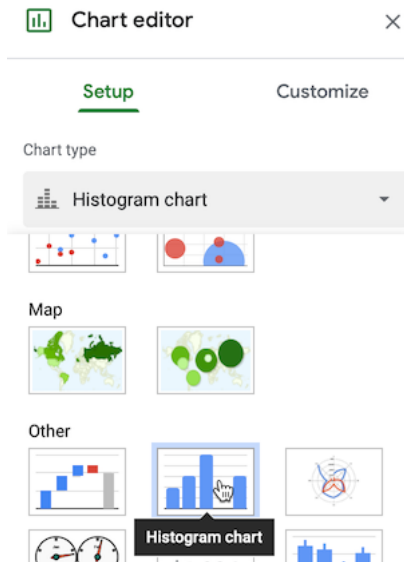 Chart editor
Setup
Customize
Chart type
Histogram chart
Map
Other
Histogram chart